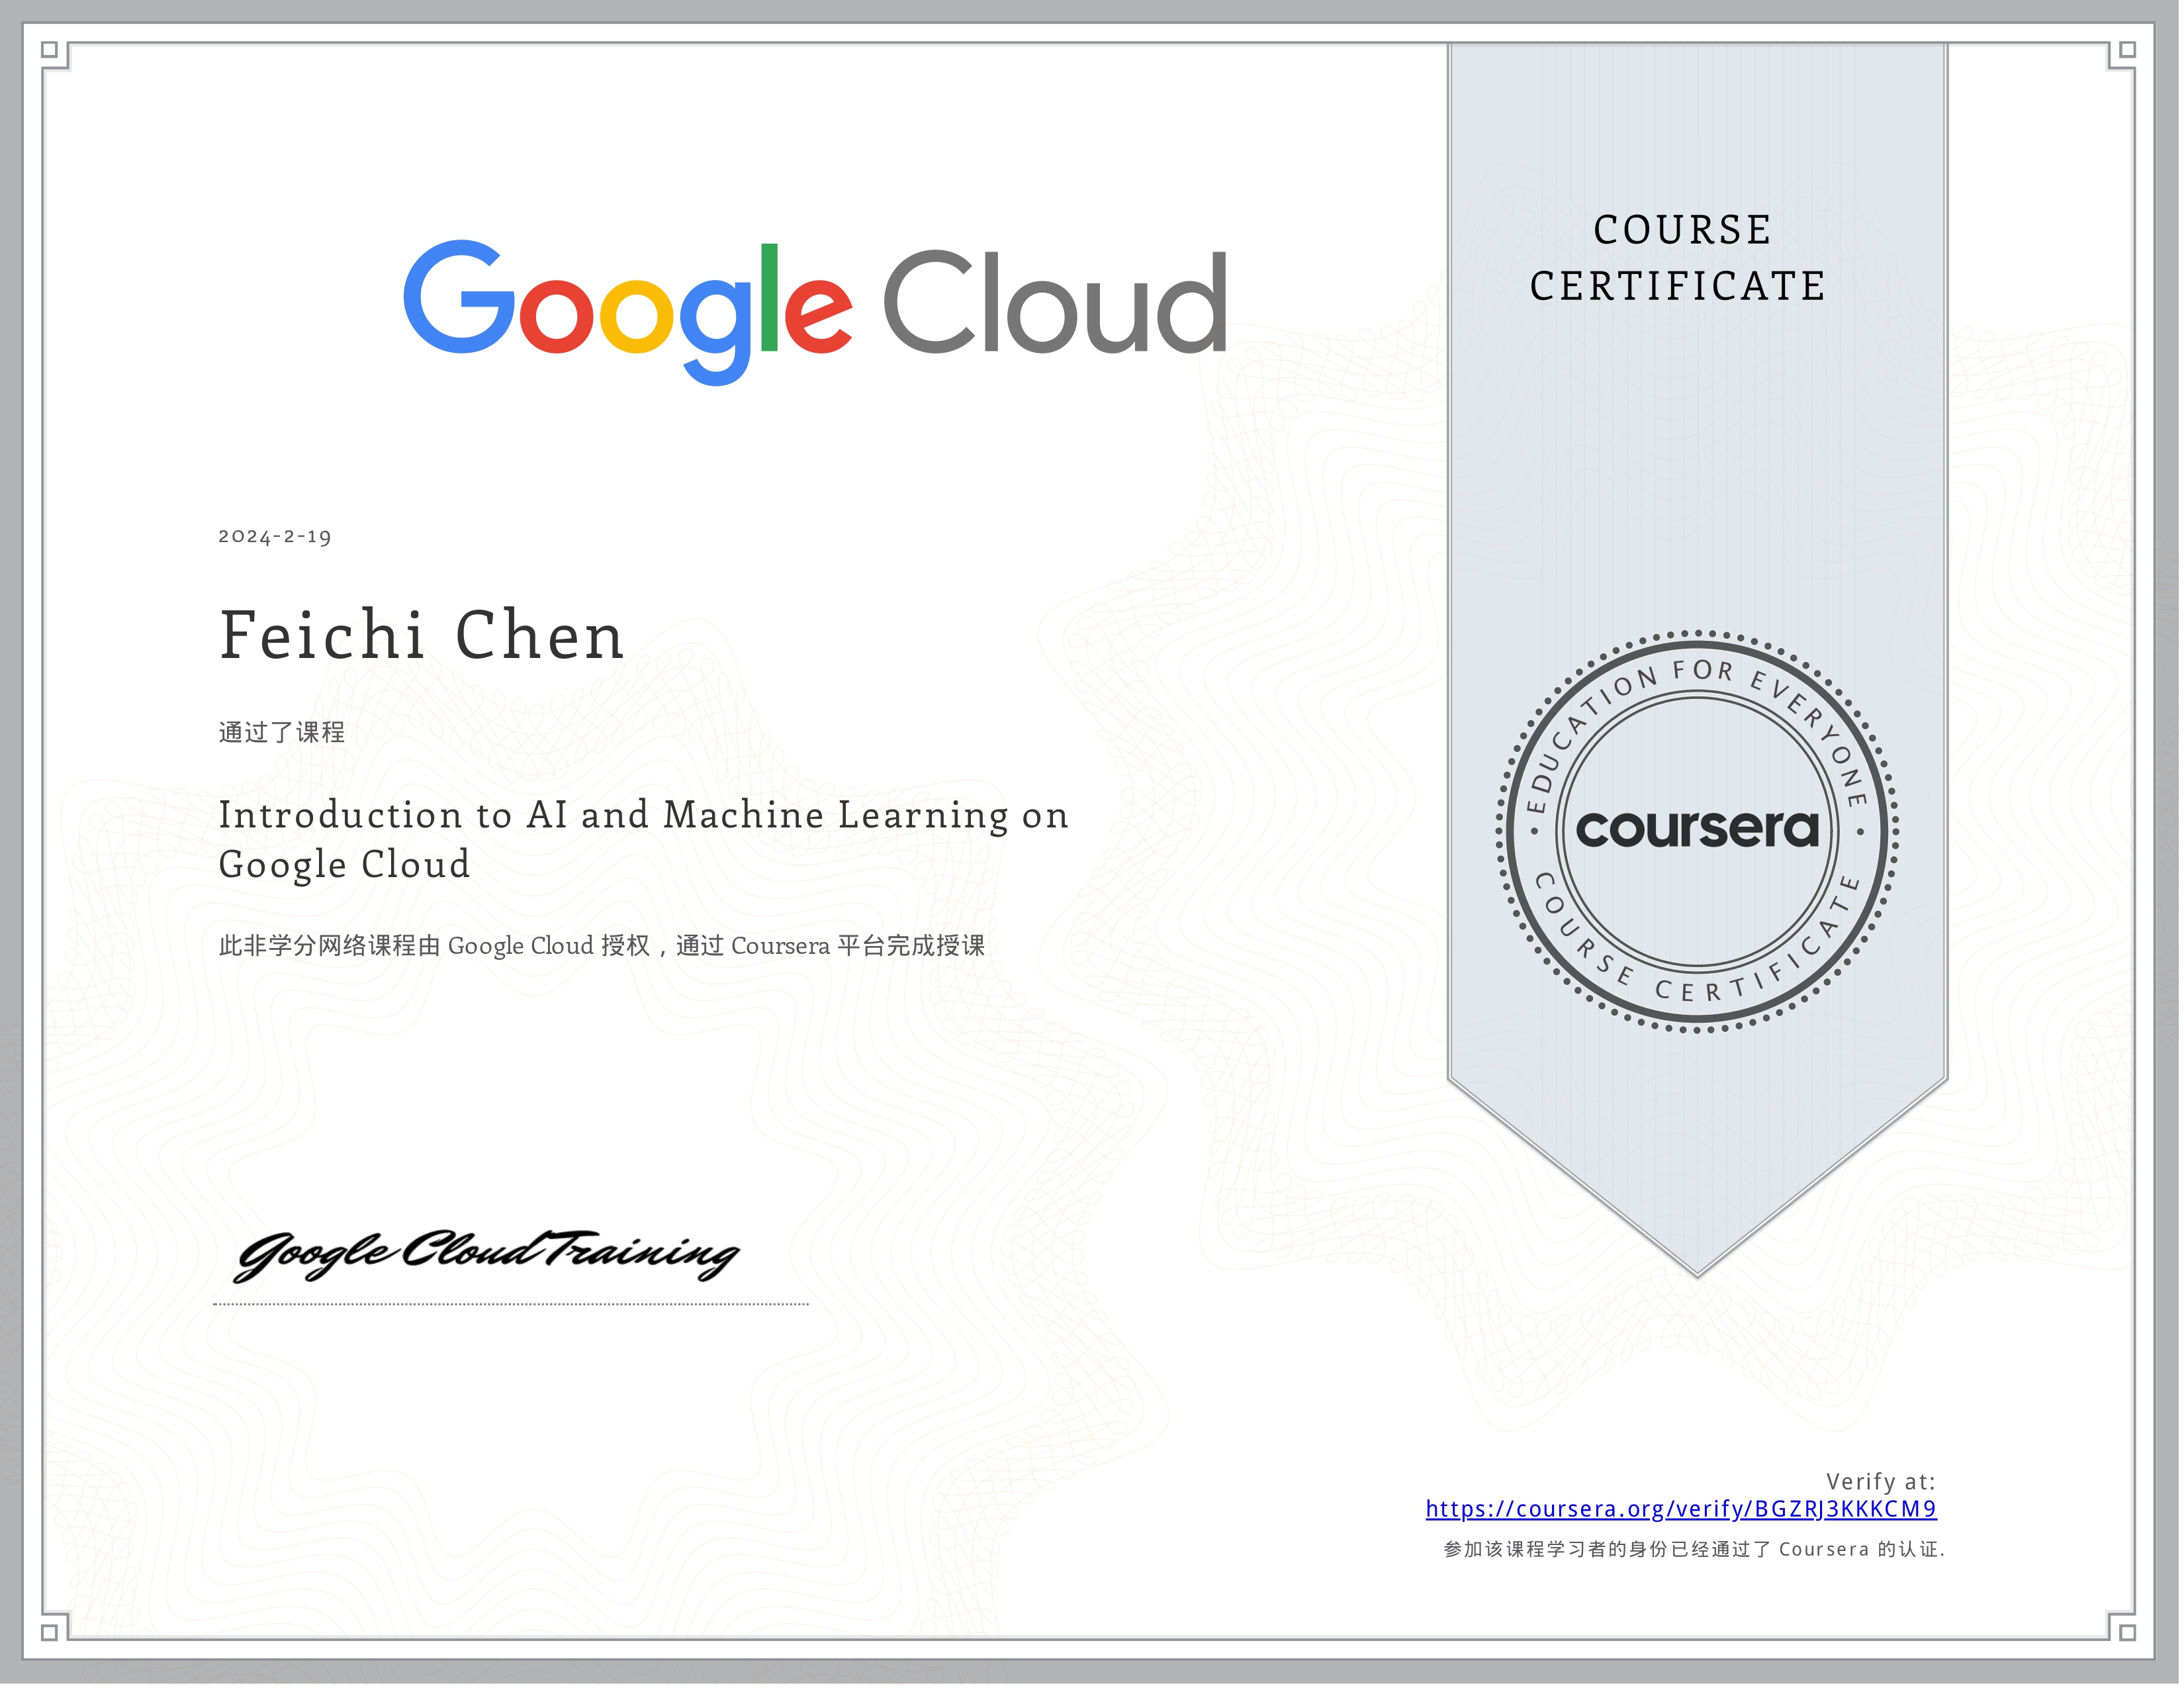 Google Cloud
COURSE
CERTIFICATE
2024-2-19
Feichi Chen
通过了课程
Introduction to AI and Machine Learning on
Google Cloud
此非学分网络课程由 Google Cloud 授权，通过 Coursera 平台完成授课
EDUCATION FOR EVERYONE
coursera
COURSE CERTIFICATE
Google Cloud Training
Verify at:
https://coursera.org/verify/BGZRJ3KKKCM9
参加该课程学习者的身份已经通过了 Coursera 的认证.